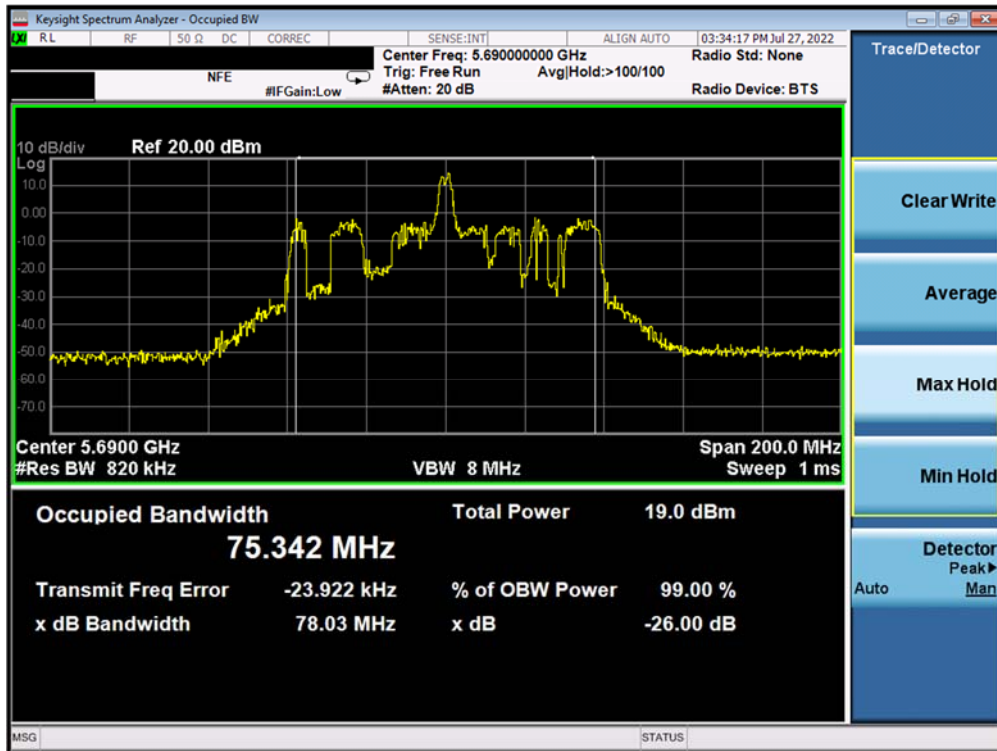 Keysight Spectrum Analyzer - Occupied BW
LXI RL RF 50 Ω DC CORREC SENSE:INT ALIGN AUTO 03:34:17 PM Jul 27, 2022
Center Freq: 5.690000000 GHz Radio Std: None
NFE Trig: Free Run Avg|Hold:>100/100
#IFGain:Low #Atten: 20 dB Radio Device: BTS
10 dB/div Ref 20.00 dBm
Log
10.0
0.00
-10.0
-20.0
-30.0
-40.0
-50.0
-60.0
-70.0
Center 5.6900 GHz Span 200.0 MHz
#Res BW 820 kHz VBW 8 MHz Sweep 1 ms
Occupied Bandwidth Total Power 19.0 dBm
75.342 MHz
Transmit Freq Error -23.922 kHz % of OBW Power 99.00 %
x dB Bandwidth 78.03 MHz x dB -26.00 dB
MSG STATUS
Trace/Detector
Clear Write
Average
Max Hold
Min Hold
Detector
Peak
Auto Man